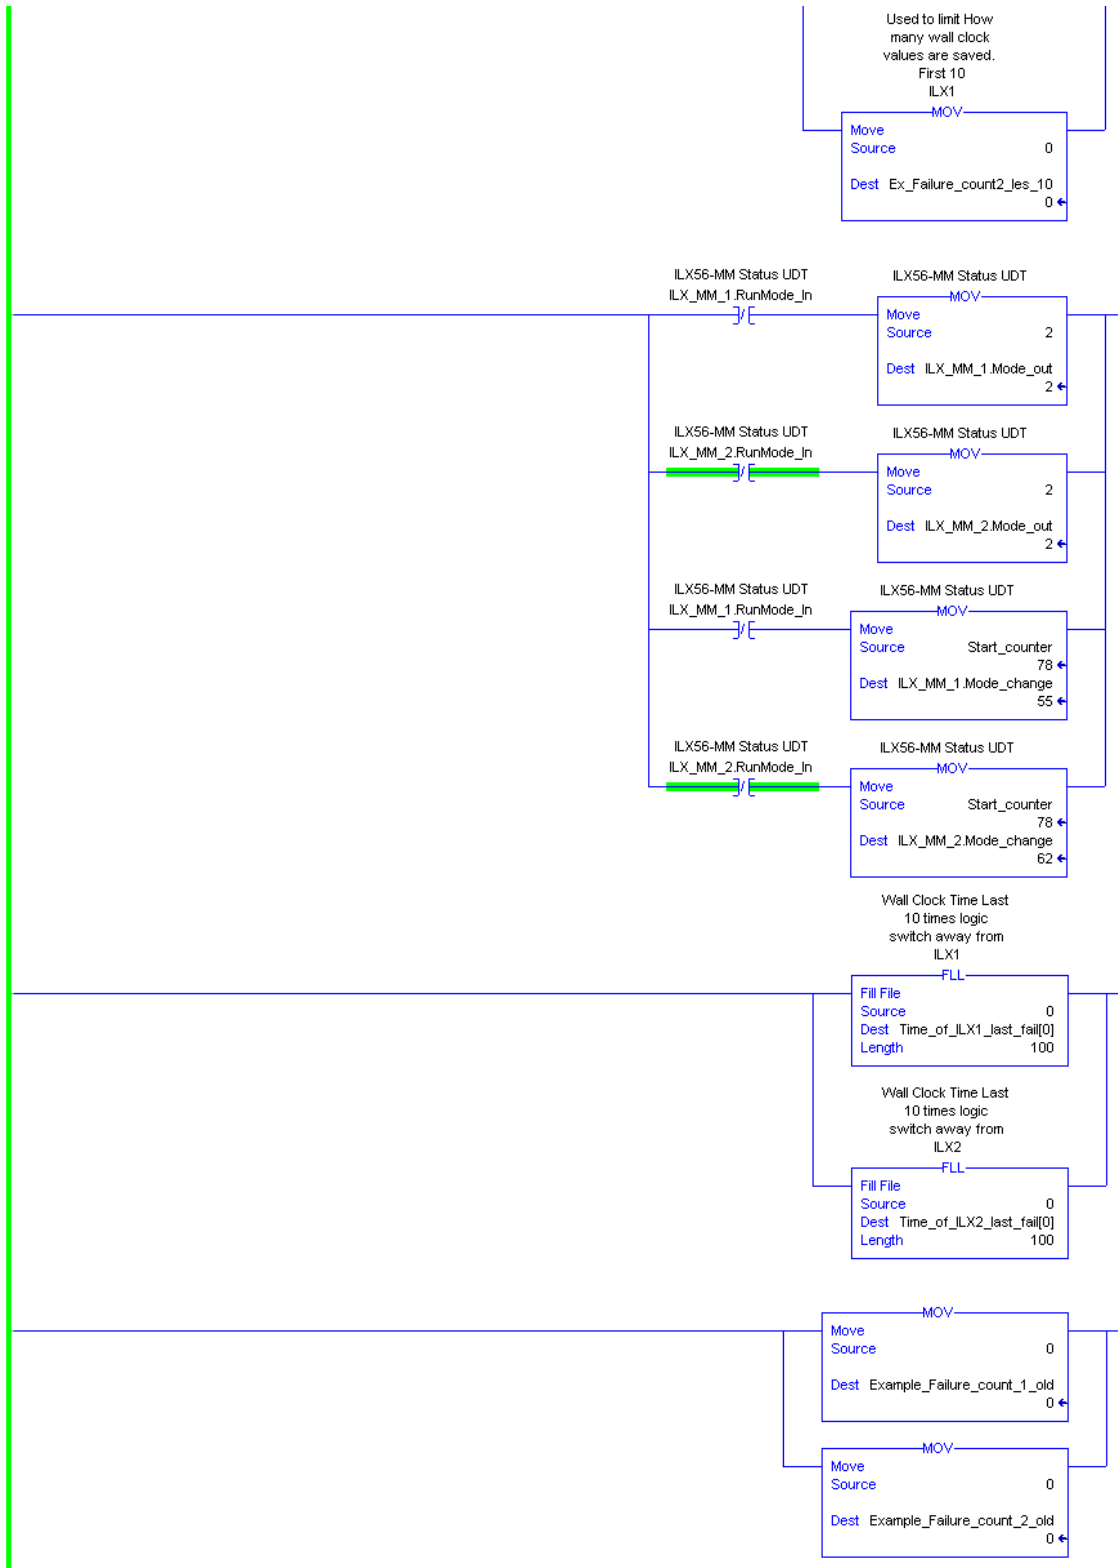 Used to limit How
many wall clock
values are saved.
First 10
ILX1
MOV
Move
Source 0
Dest Ex_Failure_count2_les_10
0
ILX56-MM Status UDT
ILX_MM_1.RunMode_In
ILX56-MM Status UDT
MOV
Move
Source 2
Dest ILX_MM_1.Mode_out
2
ILX56-MM Status UDT
ILX_MM_2.RunMode_In
ILX56-MM Status UDT
MOV
Move
Source 2
Dest ILX_MM_2.Mode_out
2
ILX56-MM Status UDT
ILX_MM_1.RunMode_In
ILX56-MM Status UDT
MOV
Move
Source Start_counter
78
Dest ILX_MM_1.Mode_change
55
ILX56-MM Status UDT
ILX_MM_2.RunMode_In
ILX56-MM Status UDT
MOV
Move
Source Start_counter
78
Dest ILX_MM_2.Mode_change
62
Wall Clock Time Last
10 times logic
switch away from
ILX1
FLL
Fill File
Source 0
Dest Time_of_ILX1_last_fail[0]
Length 100
Wall Clock Time Last
10 times logic
switch away from
ILX2
FLL
Fill File
Source 0
Dest Time_of_ILX2_last_fail[0]
Length 100
MOV
Move
Source 0
Dest Example_Failure_count_1_old
0
MOV
Move
Source 0
Dest Example_Failure_count_2_old
0